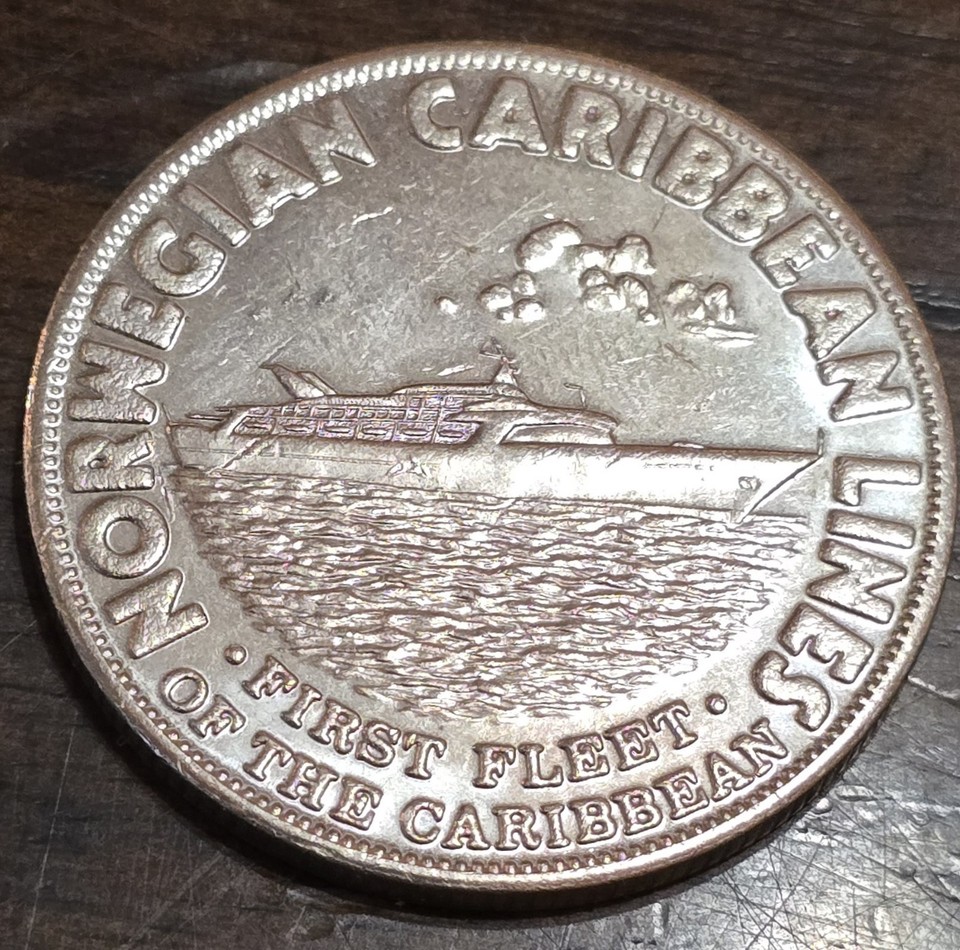 NORWEGIAN CARIBBEAN LINES
· FIRST FLEET ·
OF THE CARIBBEAN